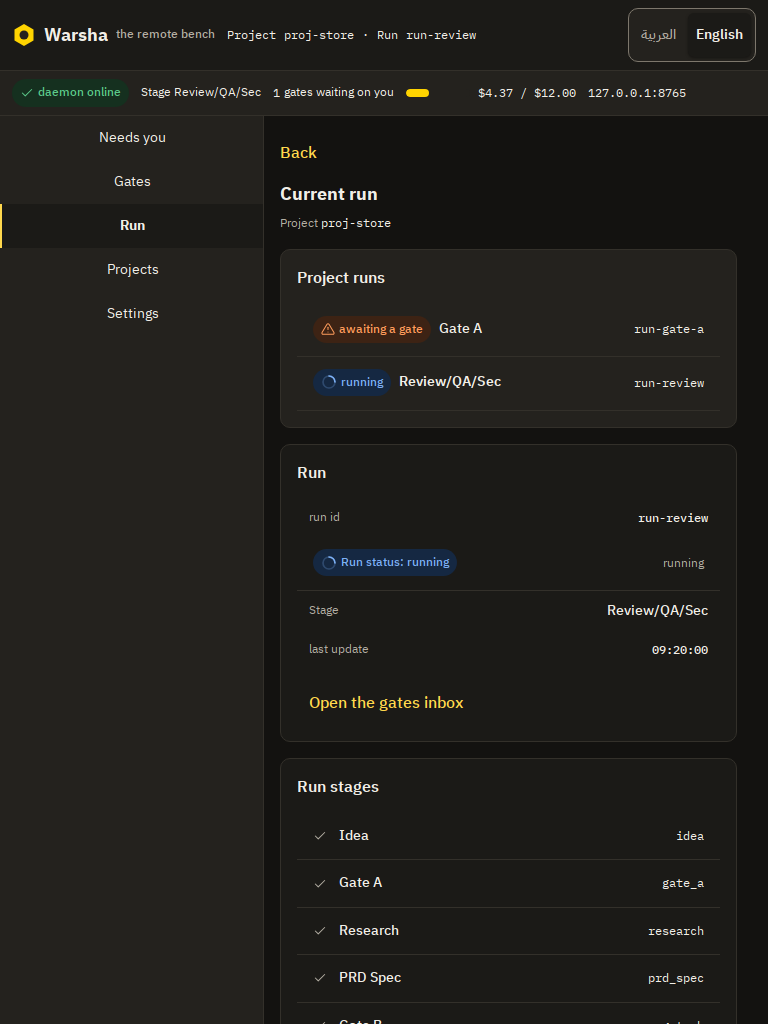 Warsha the remote bench Project proj-store · Run run-review العربية English
daemon online Stage Review/QA/Sec 1 gates waiting on you $4.37 / $12.00 127.0.0.1:8765
Needs you
Gates
Run
Projects
Settings
Back
Current run
Project proj-store
Project runs
awaiting a gate Gate A run-gate-a
running Review/QA/Sec run-review
Run
run id run-review
Run status: running running
Stage Review/QA/Sec
last update 09:20:00
Open the gates inbox
Run stages
Idea idea
Gate A gate_a
Research research
PRD Spec prd_spec